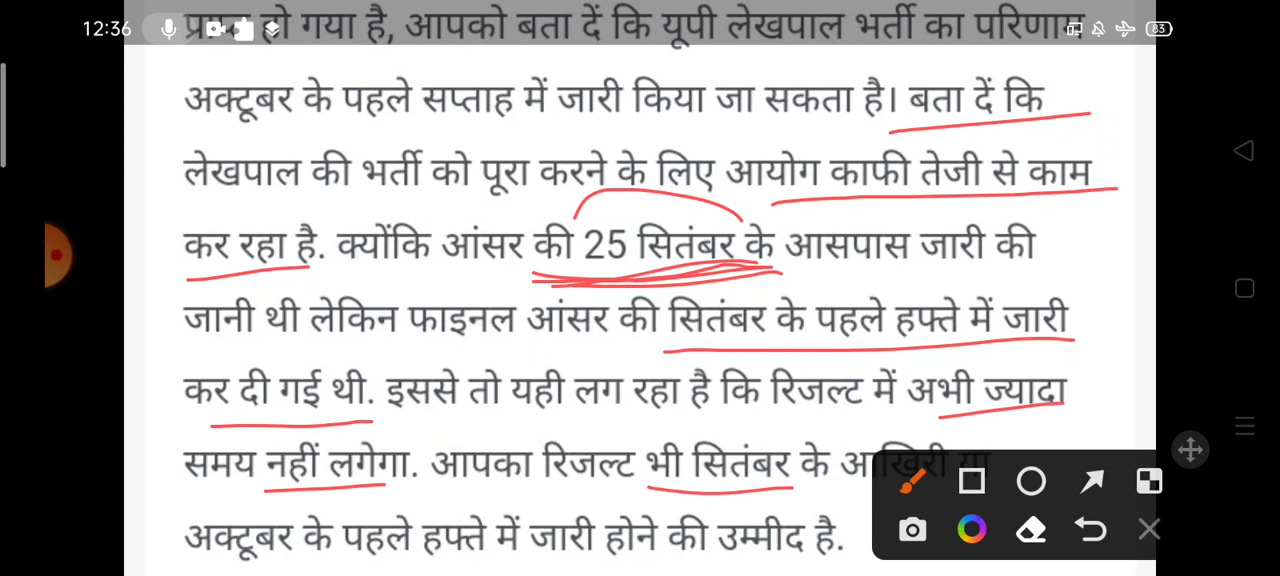 12:36
83
हो गया है, आपको बता दें कि यूपी लेखपाल भर्ती का परिणाम
अक्टूबर के पहले सप्ताह में जारी किया जा सकता है। बता दें कि
लेखपाल की भर्ती को पूरा करने के लिए आयोग काफी तेजी से काम
कर रहा है. क्योंकि आंसर की 25 सितंबर के आसपास जारी की
जानी थी लेकिन फाइनल आंसर की सितंबर के पहले हफ्ते में जारी
कर दी गई थी. इससे तो यही लग रहा है कि रिजल्ट में अभी ज्यादा
समय नहीं लगेगा. आपका रिजल्ट भी सितंबर के आखिरी या
अक्टूबर के पहले हफ्ते में जारी होने की उम्मीद है.